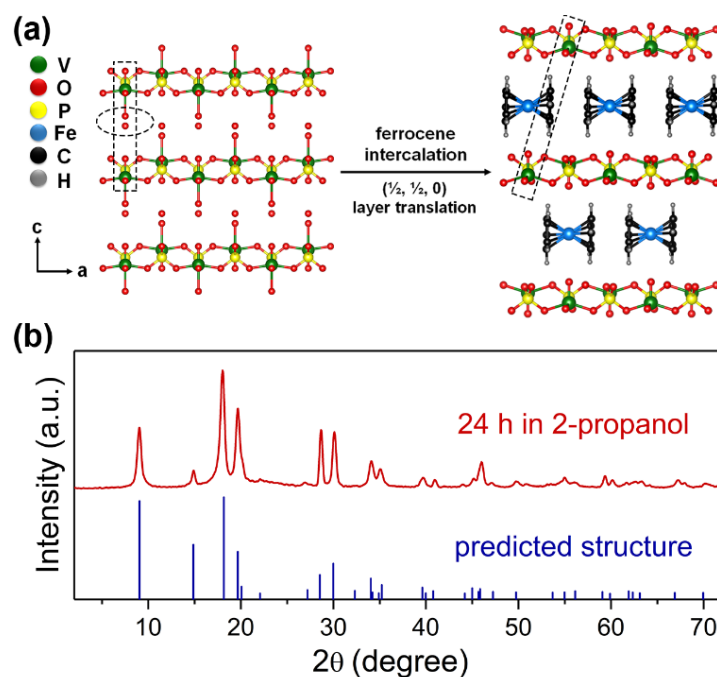 (a)
V
O
P
Fe
C
H
c
a
ferrocene
intercalation
(½, ½, 0)
layer translation
(b)
Intensity (a.u.)
24 h in 2-propanol
predicted structure
10 20 30 40 50 60 70
2θ (degree)